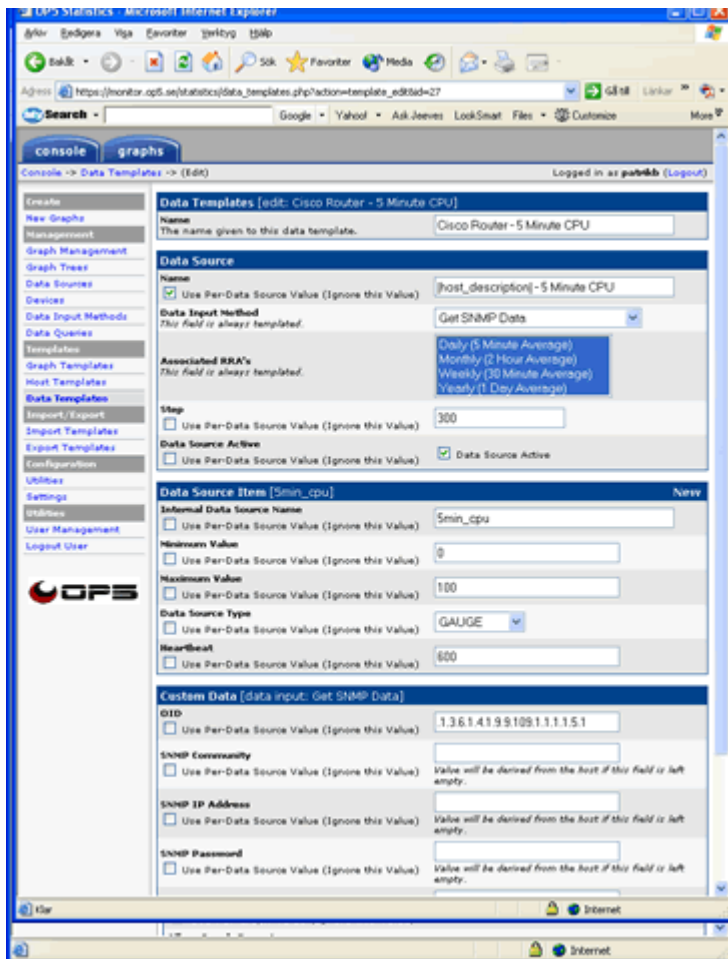 OP5 Statistics - Microsoft Internet Explorer
Arkiv Redigera Visa Favoriter Verktyg Hjälp
Bakåt Sök Favoriter Media
Adress https://monitor.op5.se/statistics/data_templates.php?action=template_edit&id=27 Gå till Länkar »
My Search Google Yahoo! Ask Jeeves LookSmart Files Customize More
console graphs
Console -> Data Templates -> (Edit) Logged in as patrikb (Logout)
Create
New Graphs
Management
Graph Management
Graph Trees
Data Sources
Devices
Data Input Methods
Data Queries
Templates
Graph Templates
Host Templates
Data Templates
Import/Export
Import Templates
Export Templates
Configuration
Utilities
Settings
Utilities
User Management
Logout User
OP5
Data Templates [edit: Cisco Router - 5 Minute CPU]
Name
The name given to this data template. Cisco Router - 5 Minute CPU
Data Source
Name
Use Per-Data Source Value (Ignore this Value) |host_description| - 5 Minute CPU
Data Input Method
This field is always templated. Get SNMP Data
Associated RRA's
This field is always templated.
Daily (5 Minute Average)
Monthly (2 Hour Average)
Weekly (30 Minute Average)
Yearly (1 Day Average)
Step
Use Per-Data Source Value (Ignore this Value) 300
Data Source Active
Use Per-Data Source Value (Ignore this Value) Data Source Active
Data Source Item [5min_cpu] New
Internal Data Source Name
Use Per-Data Source Value (Ignore this Value) 5min_cpu
Minimum Value
Use Per-Data Source Value (Ignore this Value) 0
Maximum Value
Use Per-Data Source Value (Ignore this Value) 100
Data Source Type
Use Per-Data Source Value (Ignore this Value) GAUGE
Heartbeat
Use Per-Data Source Value (Ignore this Value) 600
Custom Data [data input: Get SNMP Data]
OID
Use Per-Data Source Value (Ignore this Value) .1.3.6.1.4.1.9.9.109.1.1.1.1.5.1
SNMP Community
Use Per-Data Source Value (Ignore this Value) Value will be derived from the host if this field is left empty.
SNMP IP Address
Use Per-Data Source Value (Ignore this Value) Value will be derived from the host if this field is left empty.
SNMP Password
Use Per-Data Source Value (Ignore this Value) Value will be derived from the host if this field is left empty.
Klar Internet
Internet